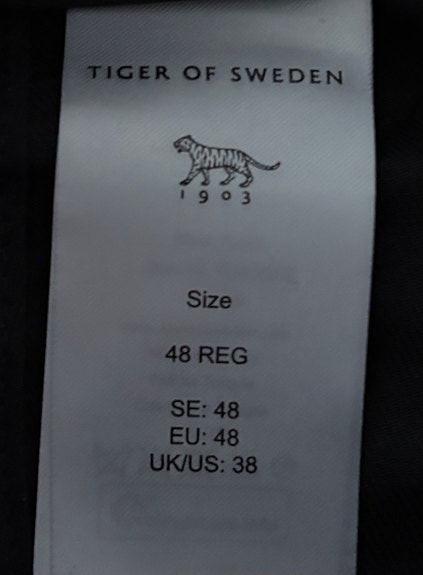 TIGER OF SWEDEN
1903
Size
48 REG
SE: 48
EU: 48
UK/US: 38